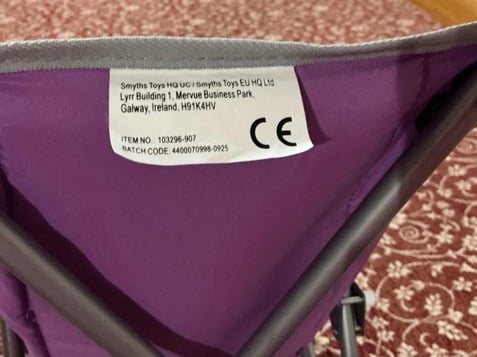 Smyths Toys HQ UC / Smyths Toys EU HQ Ltd
Lyrr Building 1, Mervue Business Park,
Galway, Ireland, H91K4HV
ITEM NO.: 103296-907
BATCH CODE: 4400070998-0925
CE